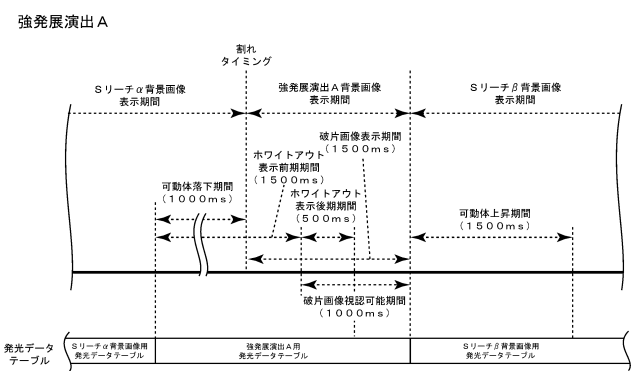 強発展演出A
割れ
タイミング
Sリーチα背景画像
表示期間
強発展演出A背景画像
表示期間
Sリーチβ背景画像
表示期間
破片画像表示期間
(1500ms)
ホワイトアウト
表示前期期間
(1500ms)
可動体落下期間
(1000ms)
ホワイトアウト
表示後期期間
(500ms)
可動体上昇期間
(1500ms)
破片画像視認可能期間
(1000ms)
発光データ
テーブル
Sリーチα背景画像用
発光データテーブル
強発展演出A用
発光データテーブル
Sリーチβ背景画像用
発光データテーブル